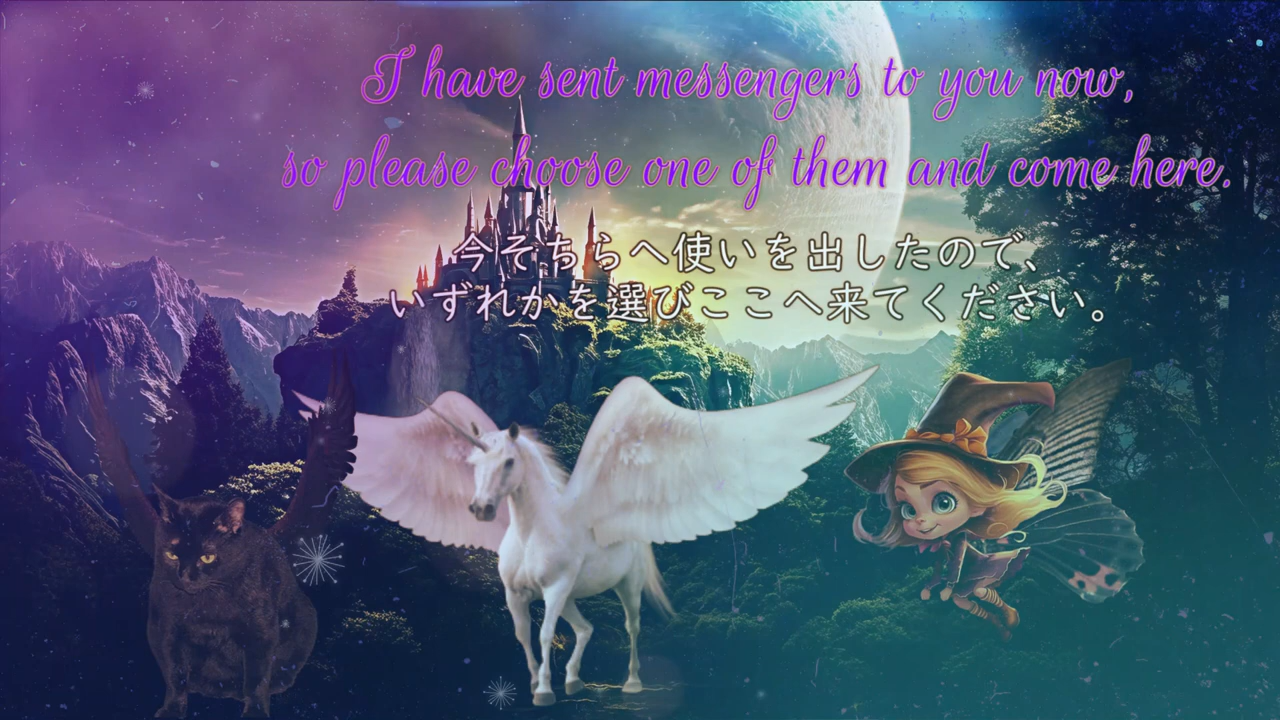 I have sent messengers to you now,
so please choose one of them and come here.
今そちらへ使いを出したので、
いずれかを選びここへ来てください。